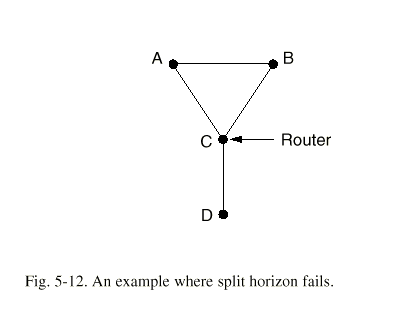 A
B
C
Router
D
Fig. 5-12. An example where split horizon fails.